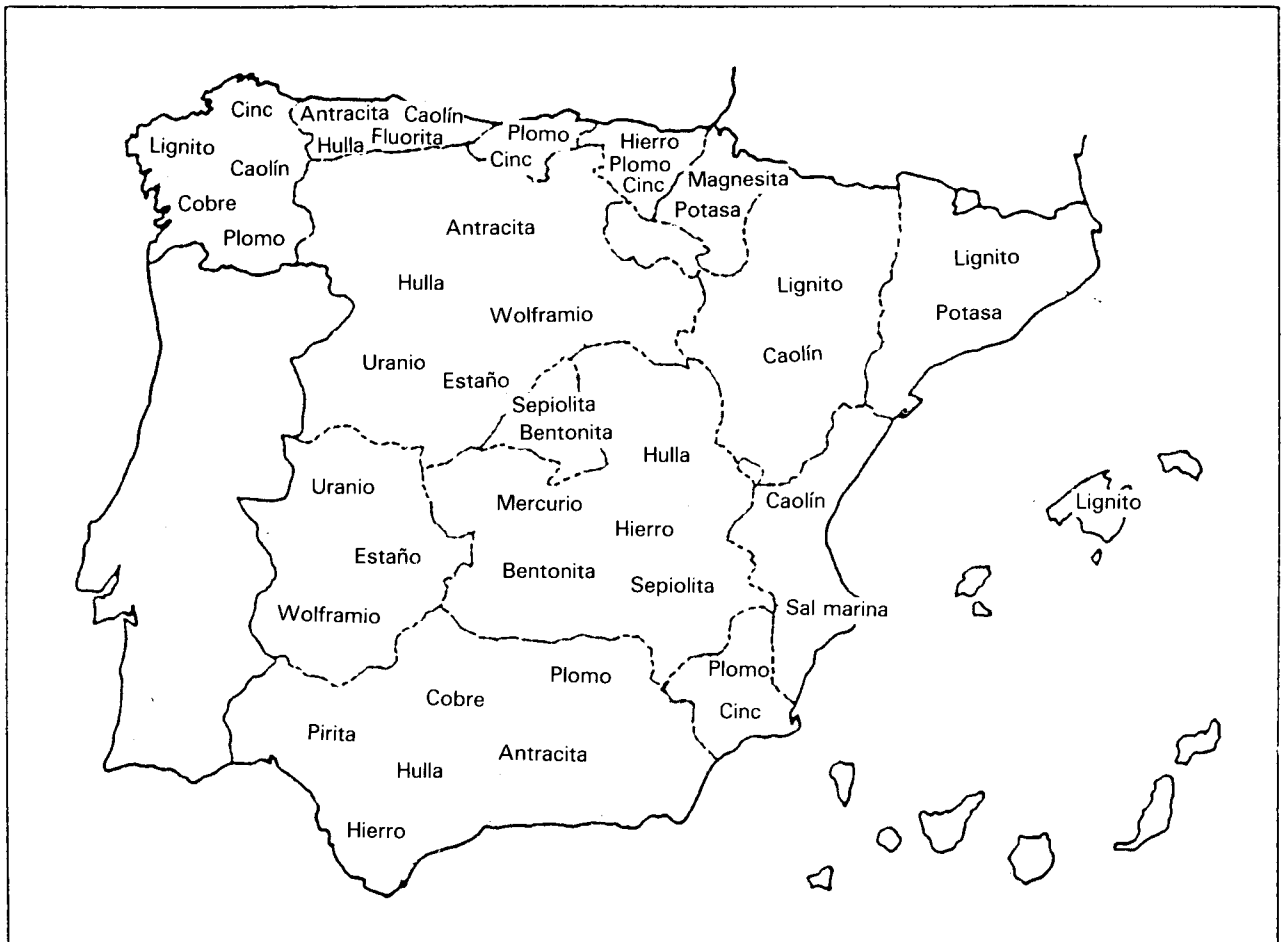 Cinc
Lignito
Caolín
Cobre
Plomo
Antracita
Caolín
Hulla
Fluorita
Plomo
Cinc
Hierro
Plomo
Cinc
Magnesita
Potasa
Antracita
Hulla
Wolframio
Uranio
Estaño
Lignito
Caolín
Lignito
Potasa
Sepiolita
Bentonita
Hulla
Mercurio
Hierro
Bentonita
Sepiolita
Uranio
Estaño
Wolframio
Caolín
Sal marina
Lignito
Plomo
Cinc
Plomo
Cobre
Pirita
Antracita
Hulla
Hierro